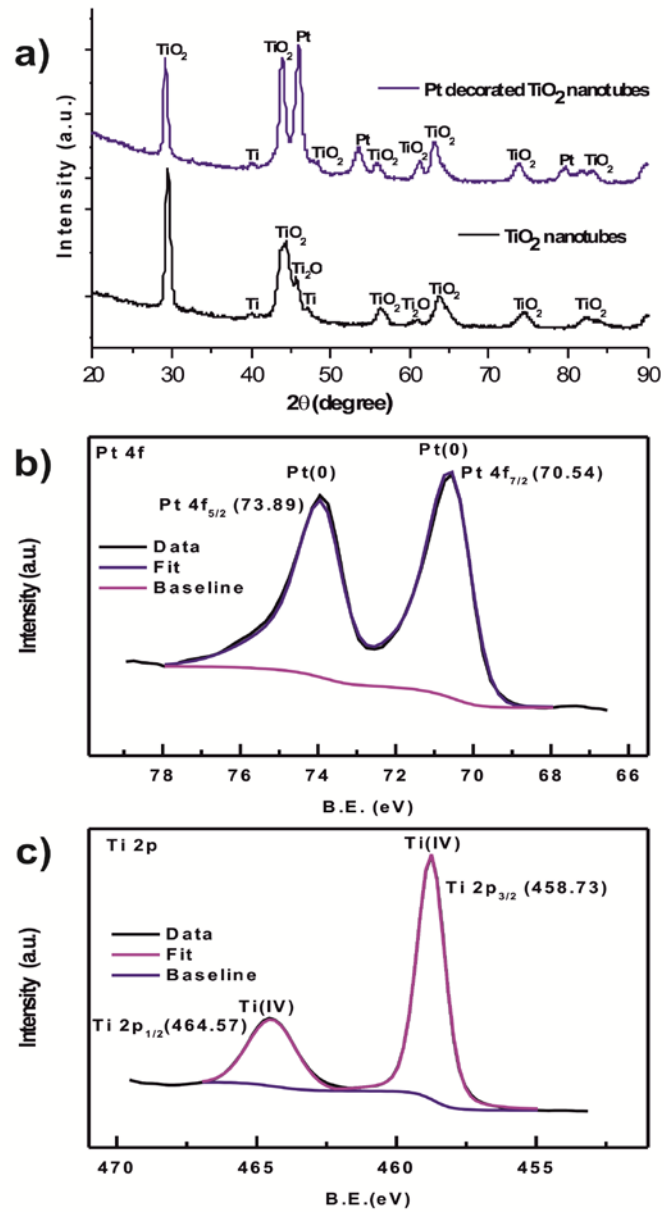 a)
Intensity (a.u.)
TiO2
Ti
TiO2
Pt
TiO2
Pt
TiO2
TiO2
TiO2
TiO2
Pt
TiO2
Pt decorated TiO2 nanotubes
Ti
TiO2
Ti2O
Ti
TiO2
Ti2O
TiO2
TiO2
TiO2
TiO2 nanotubes
20 30 40 50 60 70 80 90
2θ (degree)
b)
Pt 4f
Pt(0)
Pt(0)
Pt 4f5/2 (73.89)
Pt 4f7/2 (70.54)
Data
Fit
Baseline
Intensity (a.u.)
78 76 74 72 70 68 66
B.E. (eV)
c)
Ti 2p
Ti(IV)
Ti 2p3/2 (458.73)
Data
Fit
Baseline
Ti(IV)
Ti 2p1/2(464.57)
Intensity (a.u.)
470 465 460 455
B.E.(eV)